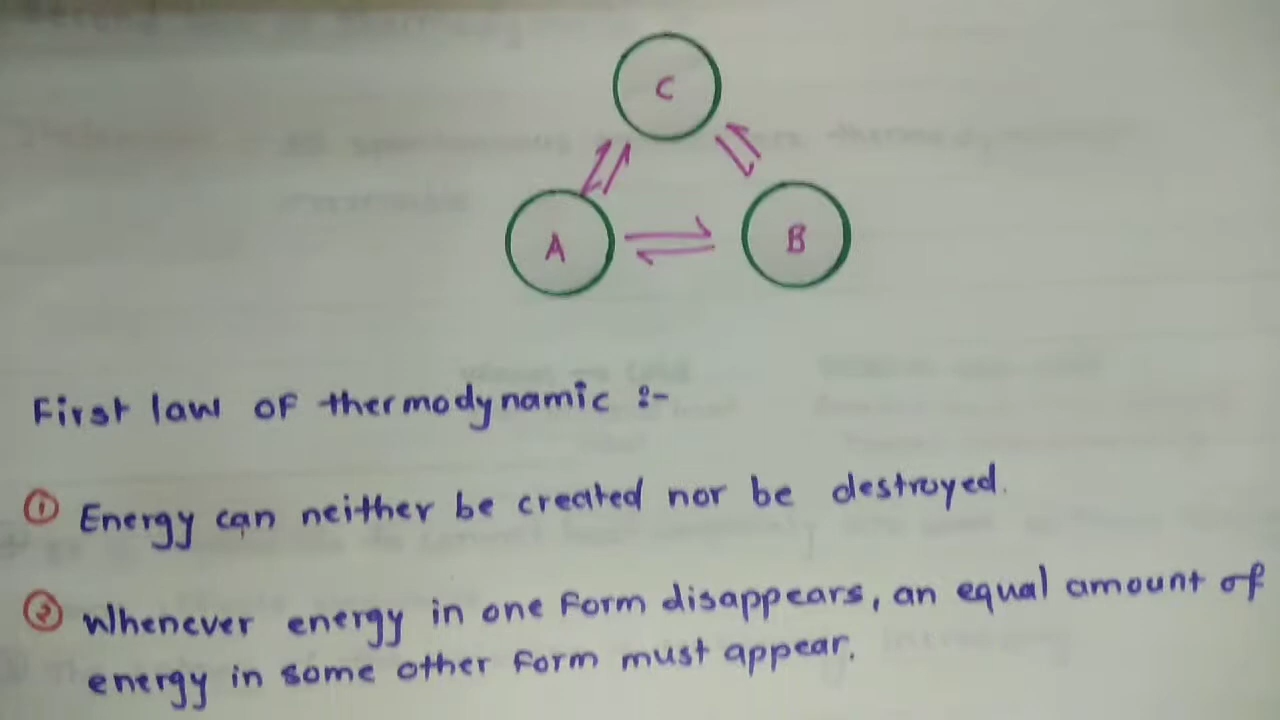 C
A
B
First law of thermodynamic :-
① Energy can neither be created nor be destroyed.
② Whenever energy in one form disappears, an equal amount of
energy in some other form must appear.